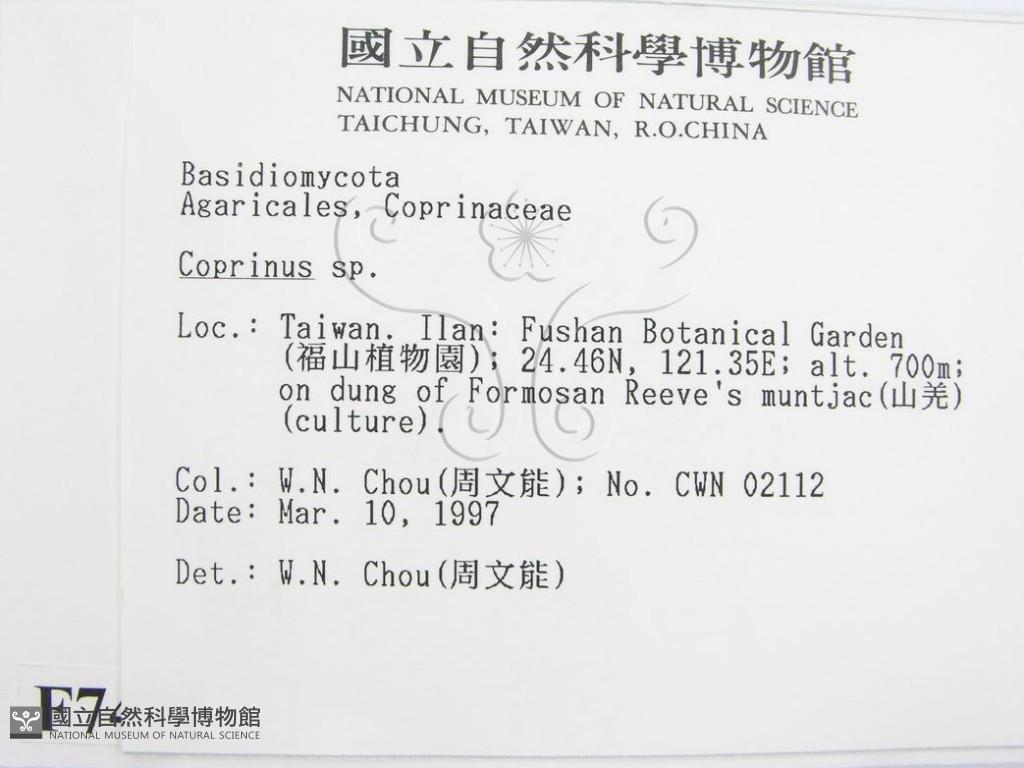 國立自然科學博物館
NATIONAL MUSEUM OF NATURAL SCIENCE
TAICHUNG, TAIWAN, R.O.CHINA
Basidiomycota
Agaricales, Coprinaceae
Coprinus sp.
Loc.: Taiwan. Ilan: Fushan Botanical Garden
(福山植物園); 24.46N, 121.35E; alt. 700m;
on dung of Formosan Reeve's muntjac(山羌)
(culture).
Col.: W.N. Chou(周文能); No. CWN 02112
Date: Mar. 10, 1997
Det.: W.N. Chou(周文能)
國立自然科學博物館
NATIONAL MUSEUM OF NATURAL SCIENCE